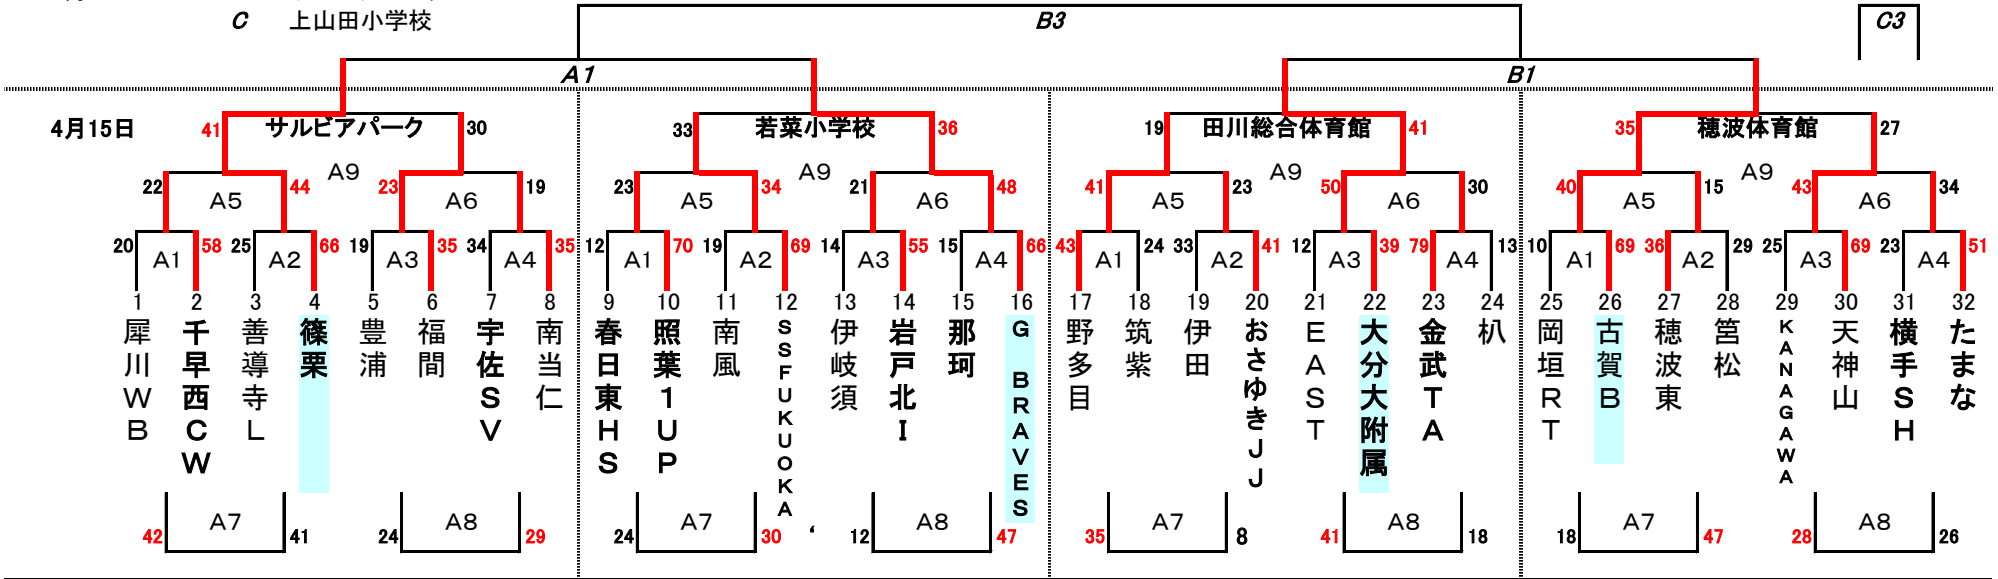 C 上山田小学校
B3
C3
A1
B1
4月15日
41 サルビアパーク 30
33 若菜小学校 36
19 田川総合体育館 41
35 穂波体育館 27
A9 A9 A9 A9
22 A5 44 23 A6 19
23 A5 34 21 A6 48
41 A5 23 50 A6 30
40 A5 15 43 A6 34
20 A1 58 25 A2 66 19 A3 35 34 A4 35
12 A1 70 19 A2 69 14 A3 55 15 A4 66
43 A1 24 33 A2 41 12 A3 39 79 A4 13
10 A1 69 36 A2 29 25 A3 69 23 A4 51
1 犀川WB
2 千早西CW
3 善導寺L
4 篠栗
5 豊浦
6 福間
7 宇佐SV
8 南当仁
9 春日東HS
10 照葉1UP
11 南風
12 SSFUKUOKA
13 伊岐須
14 岩戸北I
15 那珂
16 G BRAVES
17 野多目
18 筑紫
19 伊田
20 おさゆきJJ
21 EAST
22 大分大附属
23 金武TA
24 朳
25 岡垣RT
26 古賀B
27 穂波東
28 筥松
29 KANAGAWA
30 天神山
31 横手SH
32 たまな
42 A7 41 24 A8 29
24 A7 30 ‘ 12 A8 47
35 A7 8 41 A8 18
18 A7 47 28 A8 26